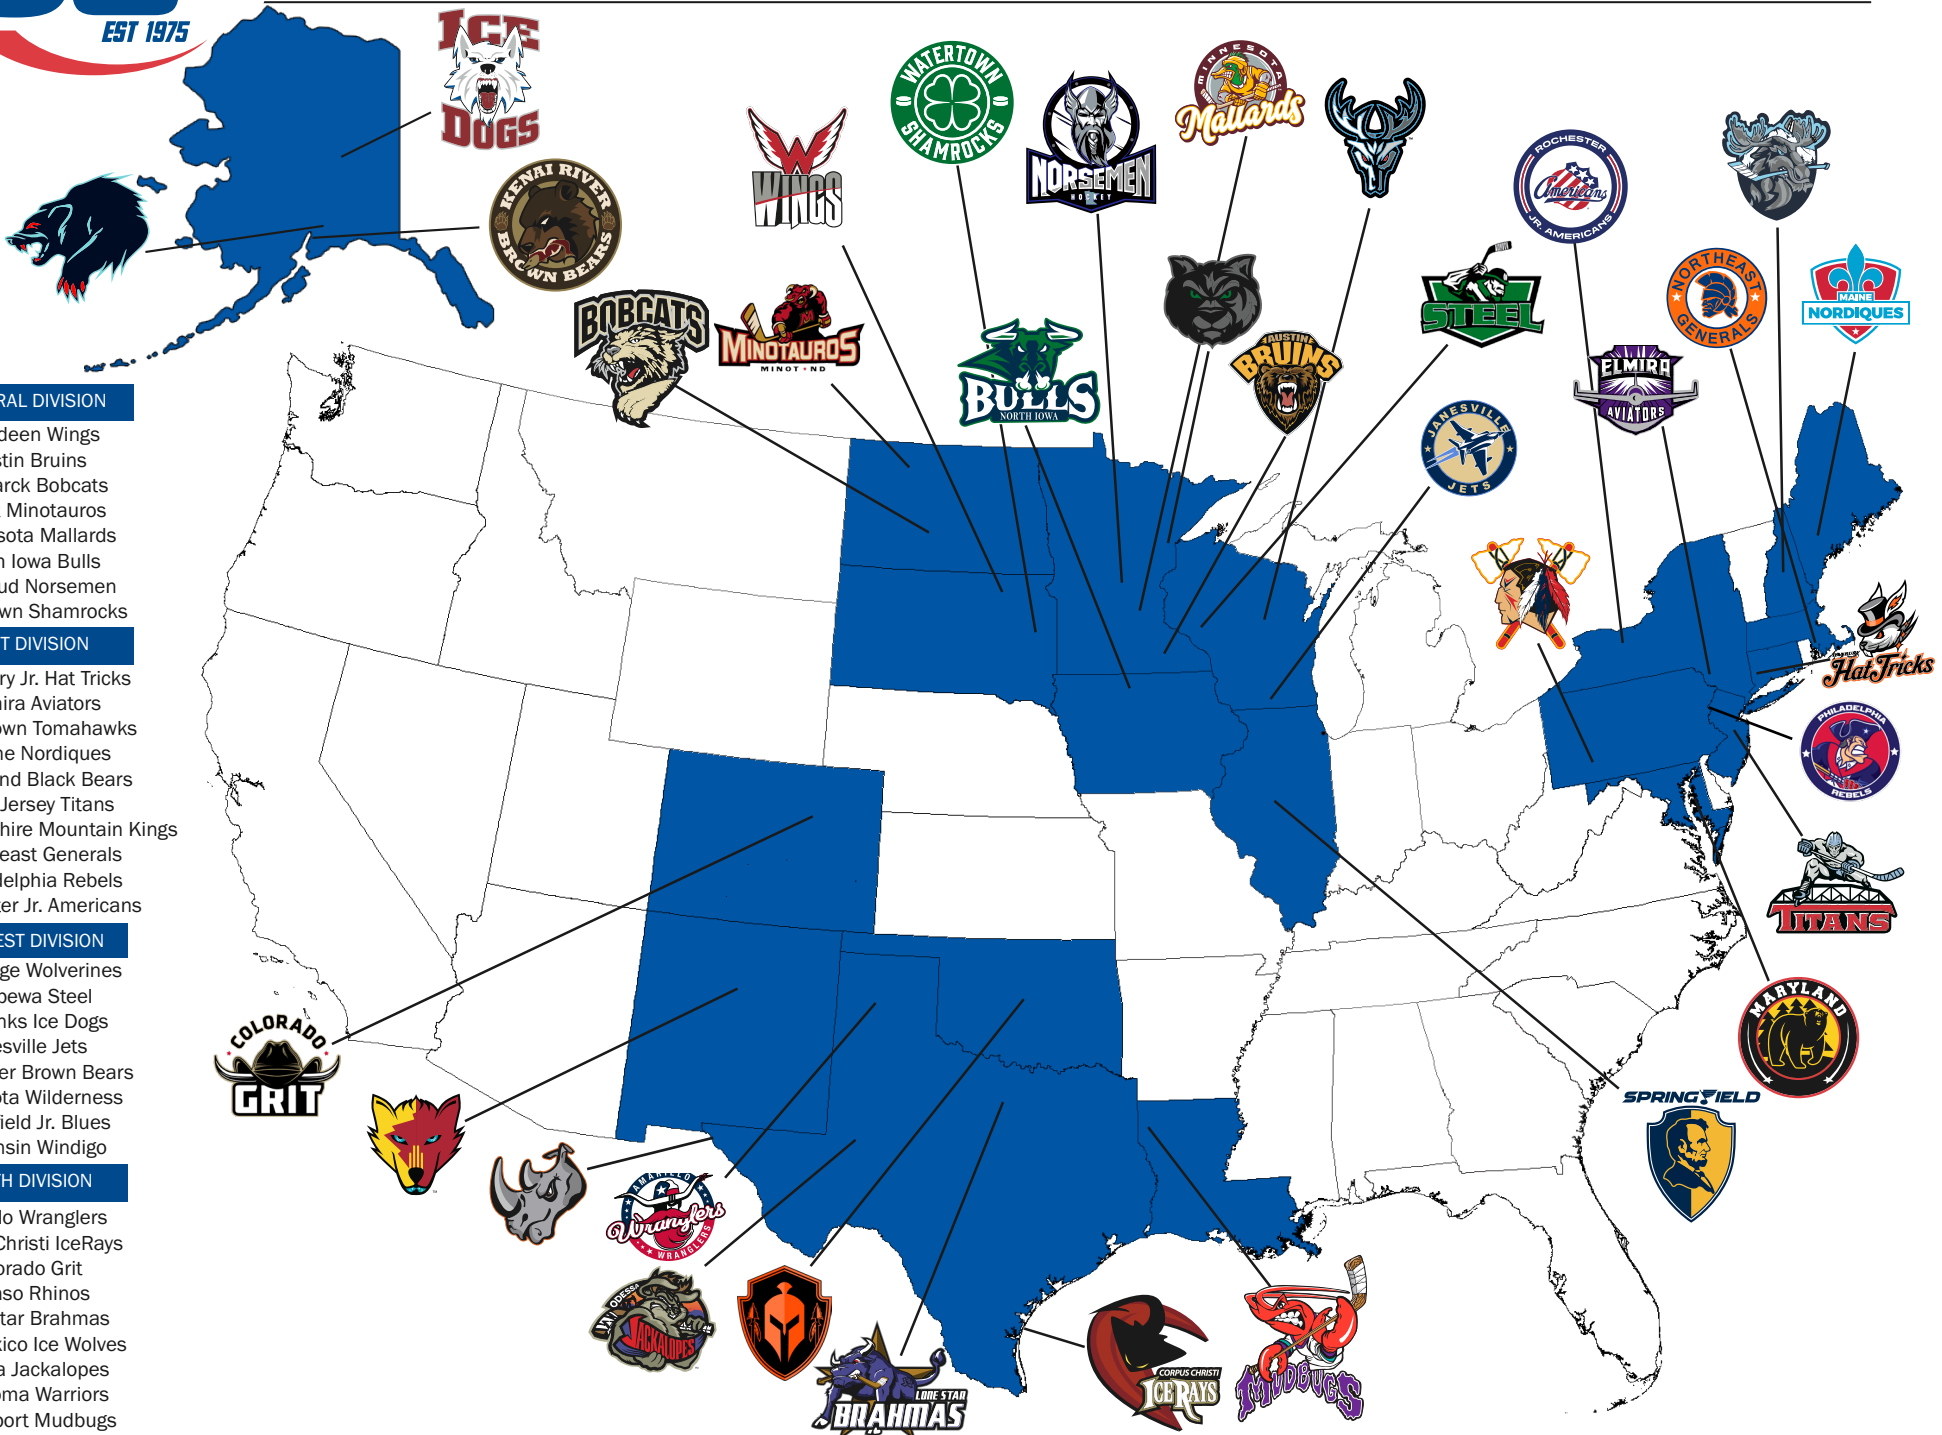 EST 1975
ICE
DOGS
KENAI RIVER
BROWN BEARS
WINGS
WATERTOWN
SHAMROCKS
NORSEMEN
HOCKEY
MINNESOTA
Mallards
ROCHESTER
Americans
JR. AMERICANS
NORTHEAST
GENERALS
MAINE
NORDIQUES
BOBCATS
MINOTAUROS
MINOT • ND
BULLS
NORTH IOWA
AUSTIN
BRUINS
STEEL
ELMIRA
AVIATORS
JANESVILLE
JETS
Hat Tricks
PHILADELPHIA
REBELS
TITANS
MARYLAND
SPRINGFIELD
COLORADO
GRIT
AMARILLO
Wranglers
WRANGLERS
ODESSA
JACKALOPES
LONE STAR
BRAHMAS
CORPUS CHRISTI
ICERAYS
MUDBUGS
RAL DIVISION
deen Wings
stin Bruins
arck Bobcats
Minotauros
sota Mallards
n Iowa Bulls
ud Norsemen
wn Shamrocks
T DIVISION
ry Jr. Hat Tricks
ira Aviators
own Tomahawks
ne Nordiques
nd Black Bears
Jersey Titans
hire Mountain Kings
east Generals
delphia Rebels
er Jr. Americans
EST DIVISION
ge Wolverines
pewa Steel
nks Ice Dogs
esville Jets
er Brown Bears
ota Wilderness
field Jr. Blues
nsin Windigo
H DIVISION
lo Wranglers
Christi IceRays
orado Grit
aso Rhinos
tar Brahmas
xico Ice Wolves
a Jackalopes
oma Warriors
port Mudbugs